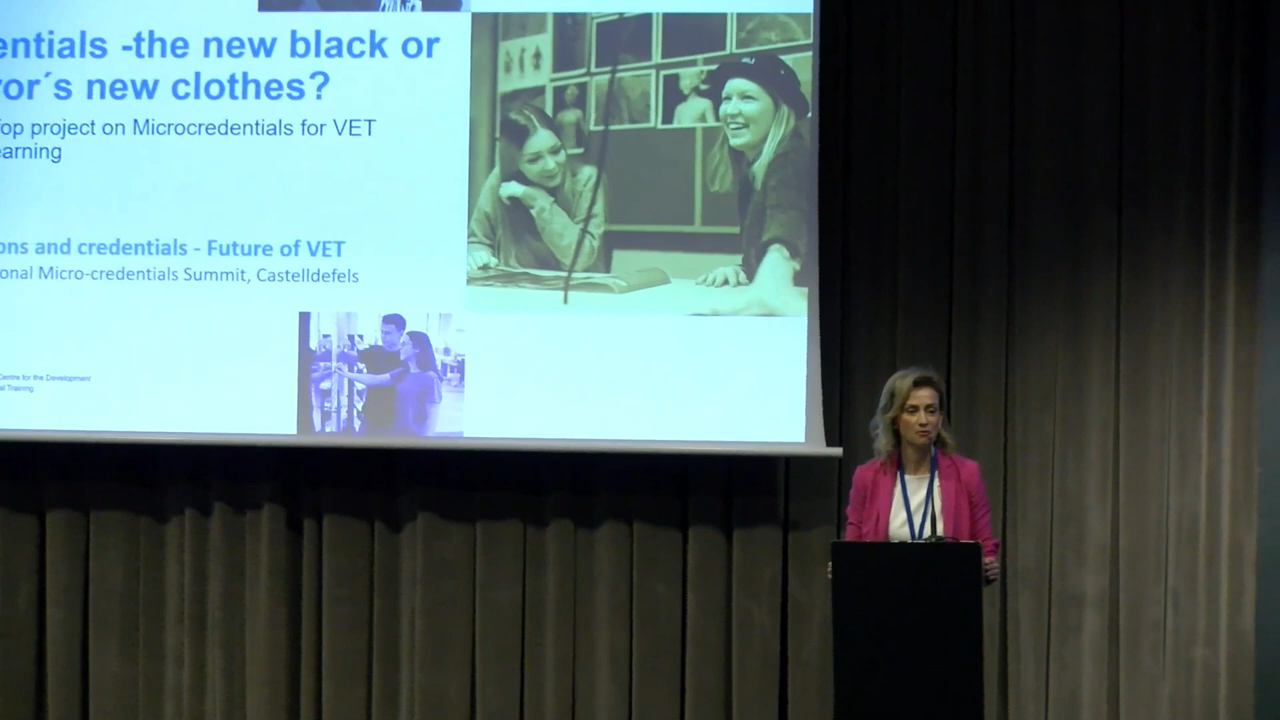 entials -the new black or
ror´s new clothes?
op project on Microcredentials for VET
earning
ons and credentials - Future of VET
onal Micro-credentials Summit, Castelldefels
Centre for the Development
al Training